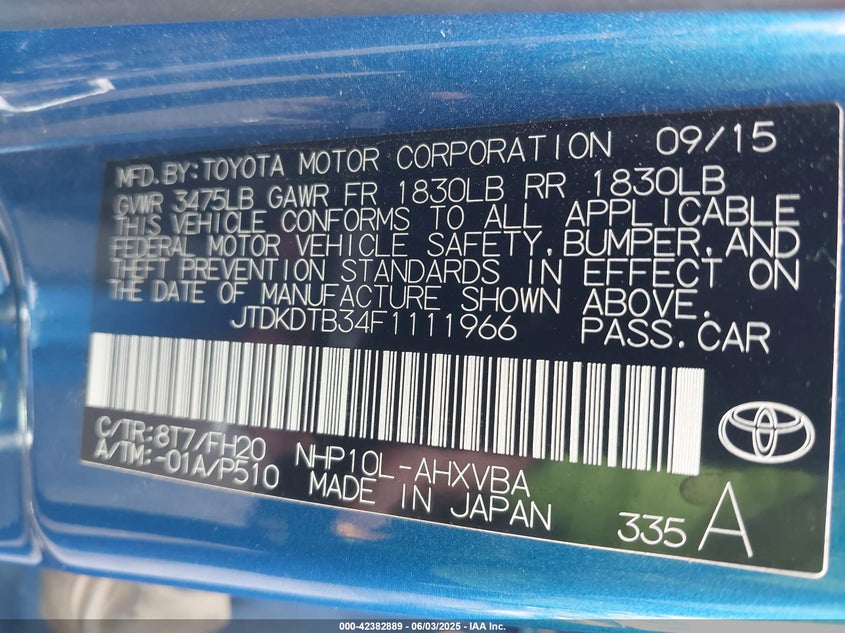 MFD.BY:TOYOTA MOTOR CORPORATION 09/15
GVWR 3475LB GAWR FR 1830LB RR 1830LB
THIS VEHICLE CONFORMS TO ALL APPLICABLE
FEDERAL MOTOR VEHICLE SAFETY,BUMPER,AND
THEFT PREVENTION STANDARDS IN EFFECT ON
THE DATE OF MANUFACTURE SHOWN ABOVE.
JTDKDTB34F1111966 PASS.CAR
C/TR:8T7/FH20 NHP10L-AHXVBA
A/TM:-01A/P510 MADE IN JAPAN
335 A
000-42382889 - 06/03/2025 - IAA Inc.